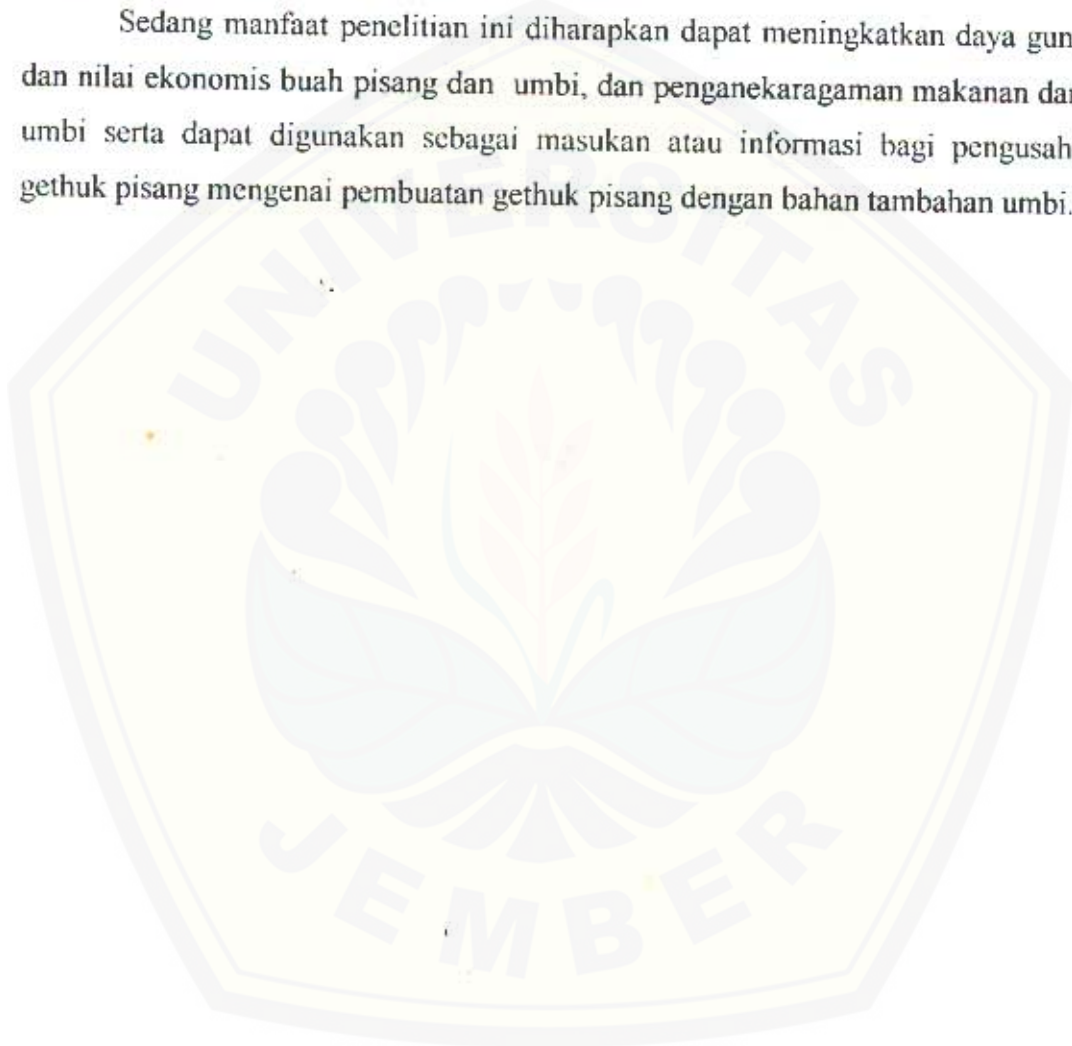 Sedang manfaat penelitian ini diharapkan dapat meningkatkan daya gun
dan nilai ekonomis buah pisang dan umbi, dan penganekaragaman makanan dar
umbi serta dapat digunakan sebagai masukan atau informasi bagi pengusah
gethuk pisang mengenai pembuatan gethuk pisang dengan bahan tambahan umbi.
UNIVERSITAS
JEMBER